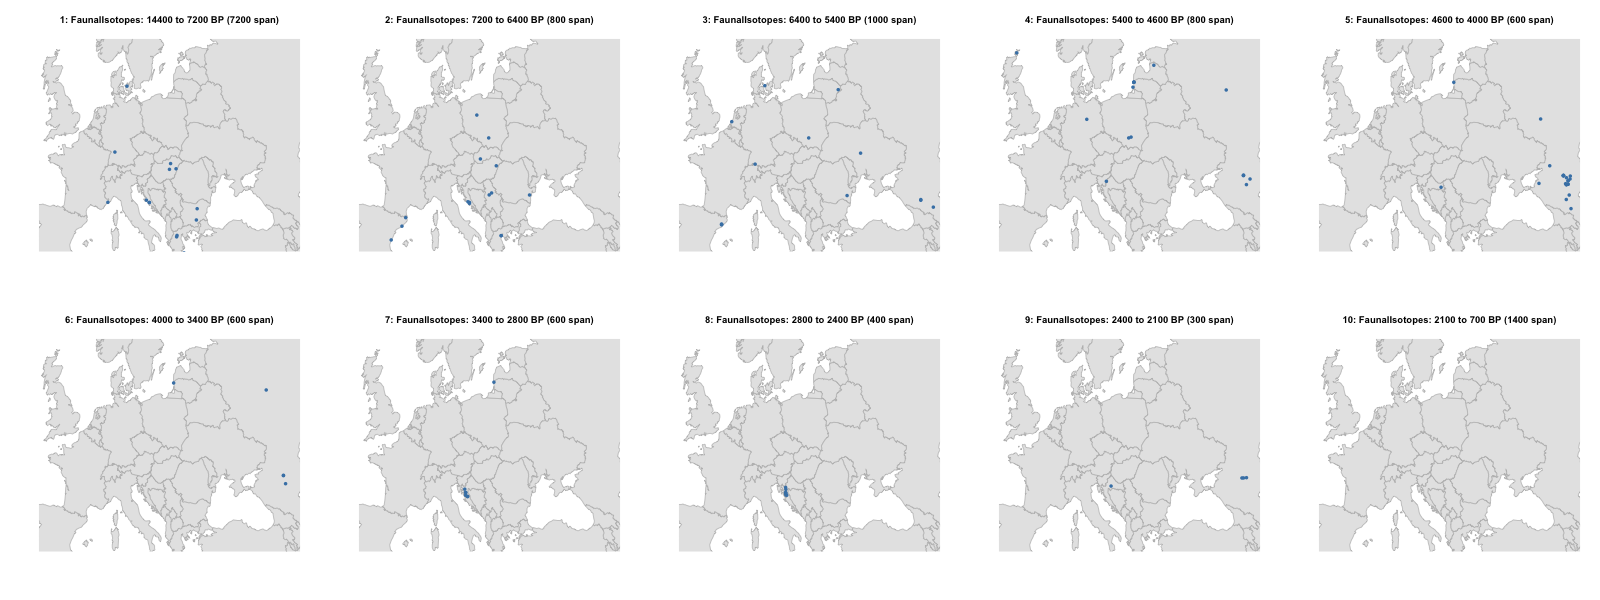 1: FaunalIsotopes: 14400 to 7200 BP (7200 span)
2: FaunalIsotopes: 7200 to 6400 BP (800 span)
3: FaunalIsotopes: 6400 to 5400 BP (1000 span)
4: FaunalIsotopes: 5400 to 4600 BP (800 span)
5: FaunalIsotopes: 4600 to 4000 BP (600 span)
6: FaunalIsotopes: 4000 to 3400 BP (600 span)
7: FaunalIsotopes: 3400 to 2800 BP (600 span)
8: FaunalIsotopes: 2800 to 2400 BP (400 span)
9: FaunalIsotopes: 2400 to 2100 BP (300 span)
10: FaunalIsotopes: 2100 to 700 BP (1400 span)